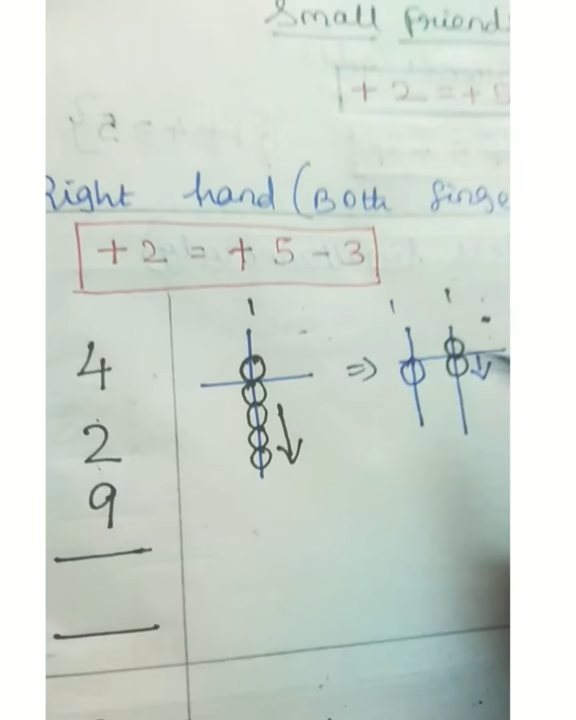 Small Friend
+ 2 = + 5
Right hand (Both finge
+ 2 = + 5 - 3
4
2
9
⇒